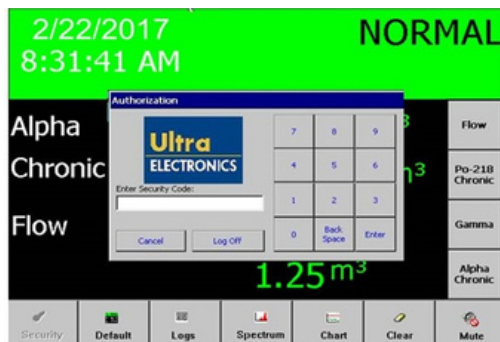 2/22/2017
8:31:41 AM
NORMAL
Authorization
Ultra
ELECTRONICS
Enter Security Code:
Cancel
Log Off
7 8 9
4 5 6
1 2 3
0 Back Space Enter
Alpha
Chronic
m³
Flow
1.25 m³
Flow
Po-218
Chronic
Gamma
Alpha
Chronic
Security
Default
Logs
Spectrum
Chart
Clear
Mute